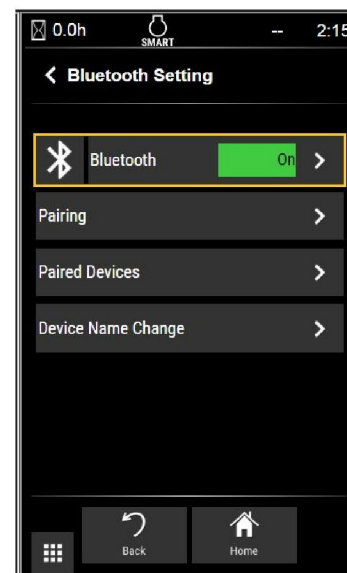 0.0h SMART -- 2:15
Bluetooth Setting
Bluetooth On
Pairing
Paired Devices
Device Name Change
Back Home